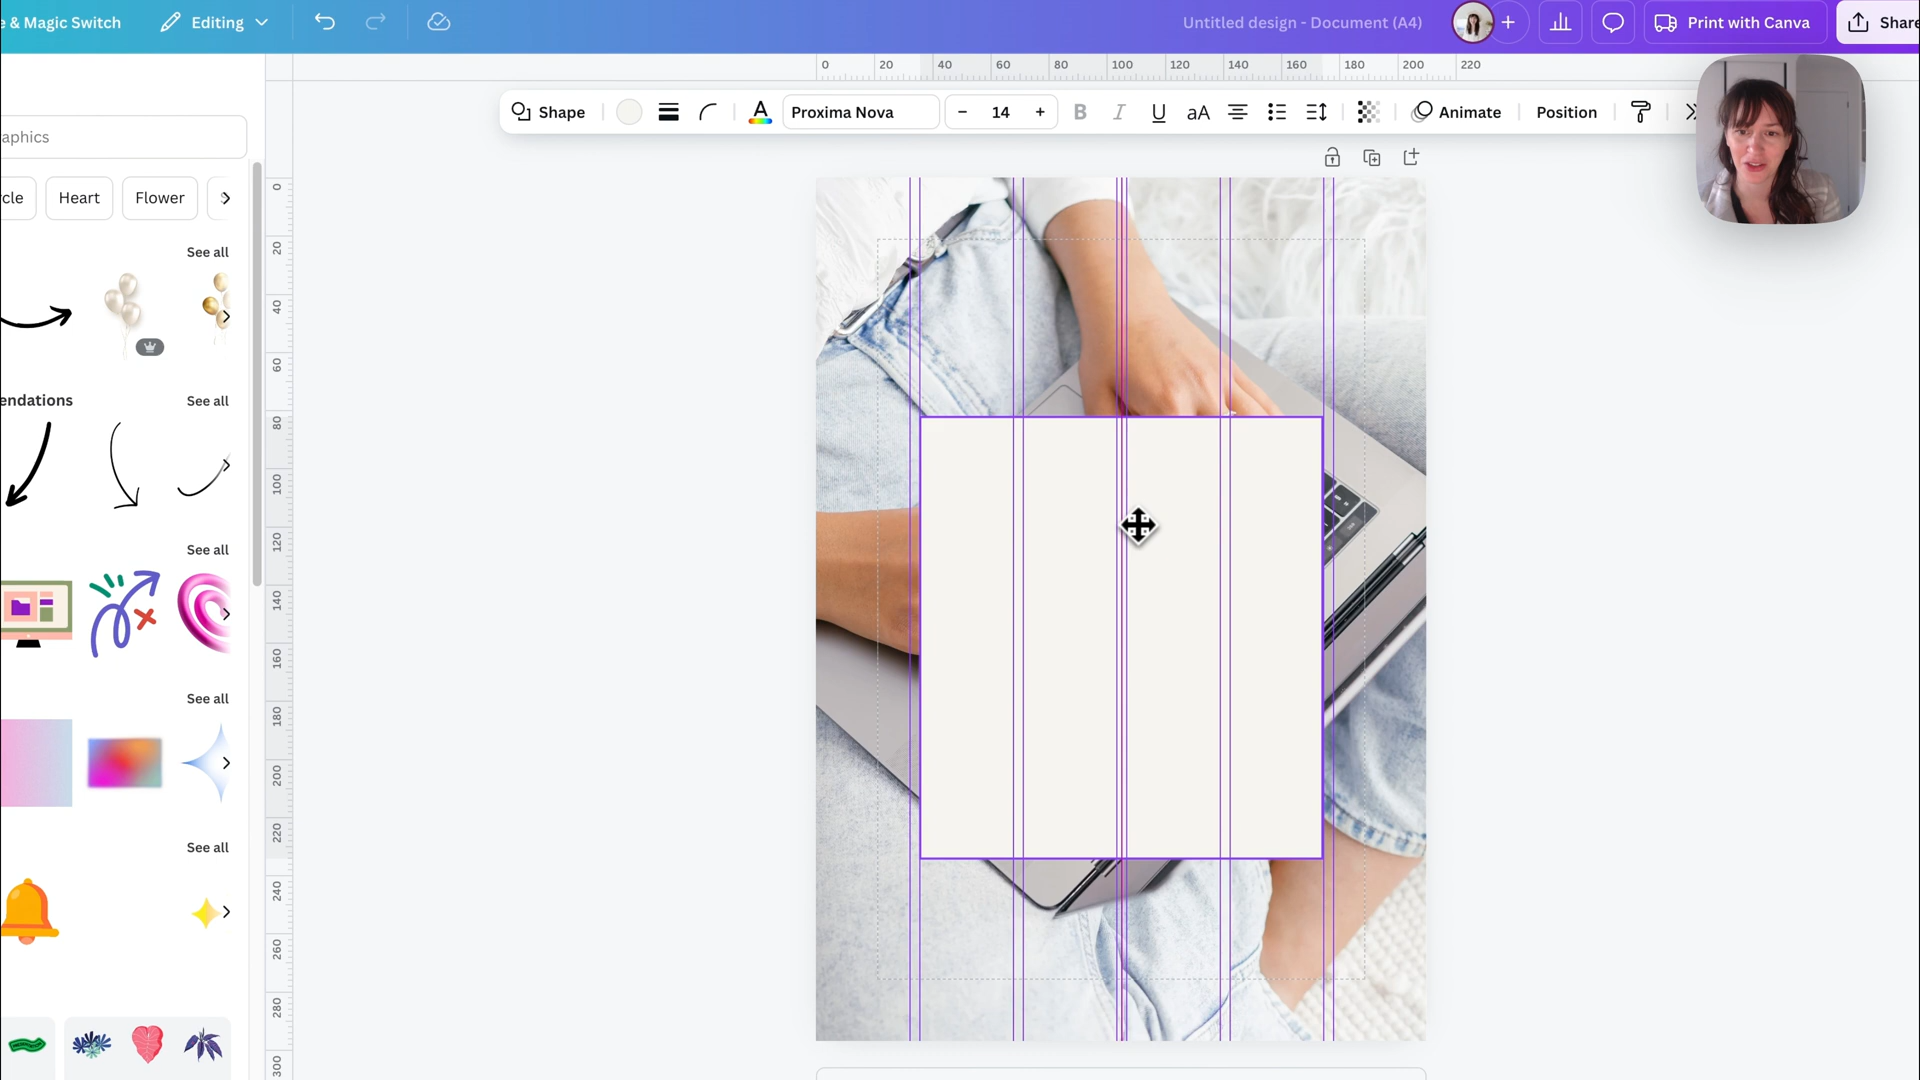 e & Magic Switch
Editing
Untitled design - Document (A4)
Print with Canva
Share
0 20 40 60 80 100 120 140 160 180 200 220
Shape
Proxima Nova
14
aA
Animate
Position
aphics
rcle
Heart
Flower
See all
endations
See all
See all
See all
See all
0
20
40
60
80
100
120
140
160
180
200
220
240
260
280
300